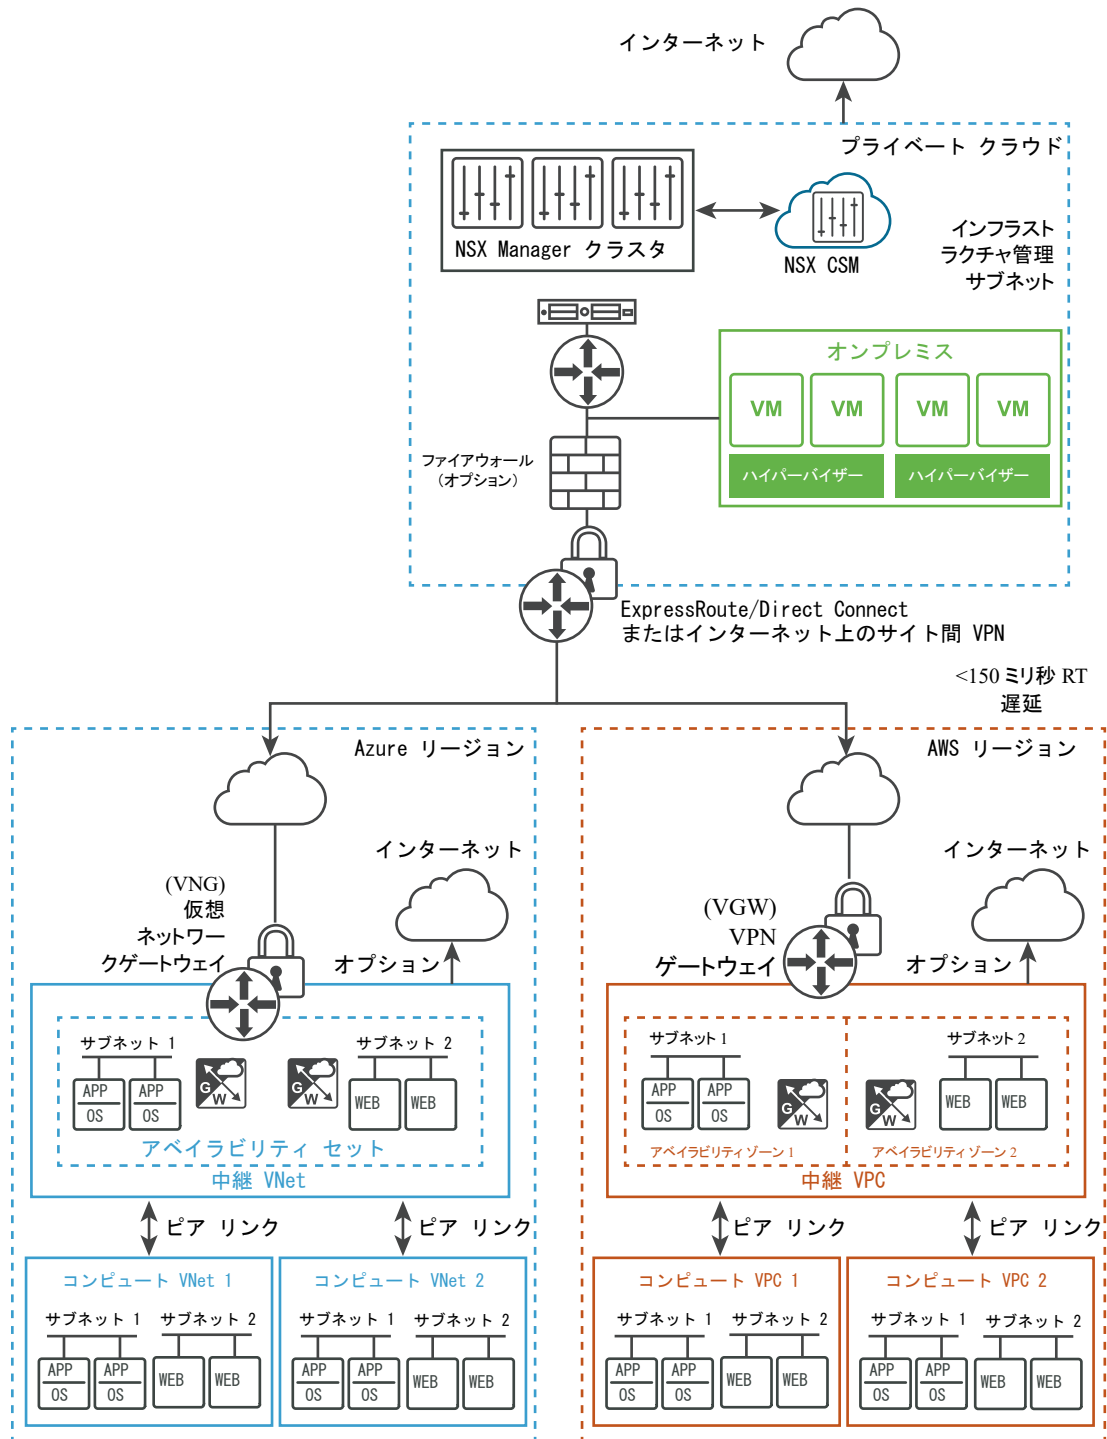 インターネット
プライベート クラウド
NSX Manager クラスタ
NSX CSM
インフラスト
ラクチャ管理
サブネット
オンプレミス
VM VM VM VM
ハイパーバイザー ハイパーバイザー
ファイアウォール
(オプション)
ExpressRoute/Direct Connect
またはインターネット上のサイト間 VPN
<150 ミリ秒 RT
遅延
Azure リージョン
インターネット
(VNG)
仮想
ネットワー
クゲートウェイ
オプション
サブネット 1
APP APP
OS OS
G W
G W
サブネット 2
WEB WEB
アベイラビリティ セット
中継 VNet
ピア リンク
ピア リンク
コンピュート VNet 1
サブネット 1 サブネット 2
APP APP WEB WEB
OS OS
コンピュート VNet 2
サブネット 1 サブネット 2
APP APP WEB WEB
OS OS
AWS リージョン
インターネット
(VGW)
VPN
ゲートウェイ
オプション
サブネット 1
APP APP
OS OS
G W
アベイラビリティゾーン 1
サブネット 2
G W
WEB WEB
アベイラビリティゾーン 2
中継 VPC
ピア リンク
ピア リンク
コンピュート VPC 1
サブネット 1 サブネット 2
APP APP WEB WEB
OS OS
コンピュート VPC 2
サブネット 1 サブネット 2
APP APP WEB WEB
OS OS